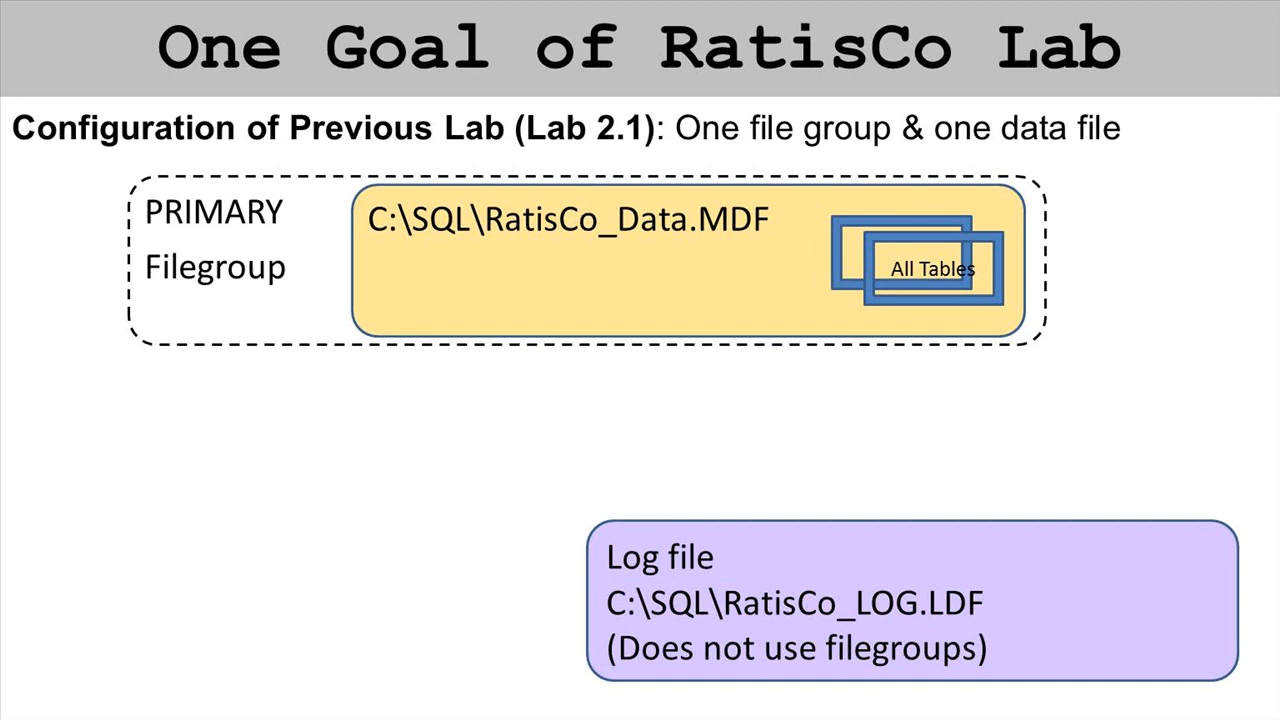 One Goal of RatisCo Lab
Configuration of Previous Lab (Lab 2.1): One file group & one data file
PRIMARY
Filegroup
C:\SQL\RatisCo_Data.MDF
All Tables
Log file
C:\SQL\RatisCo_LOG.LDF
(Does not use filegroups)